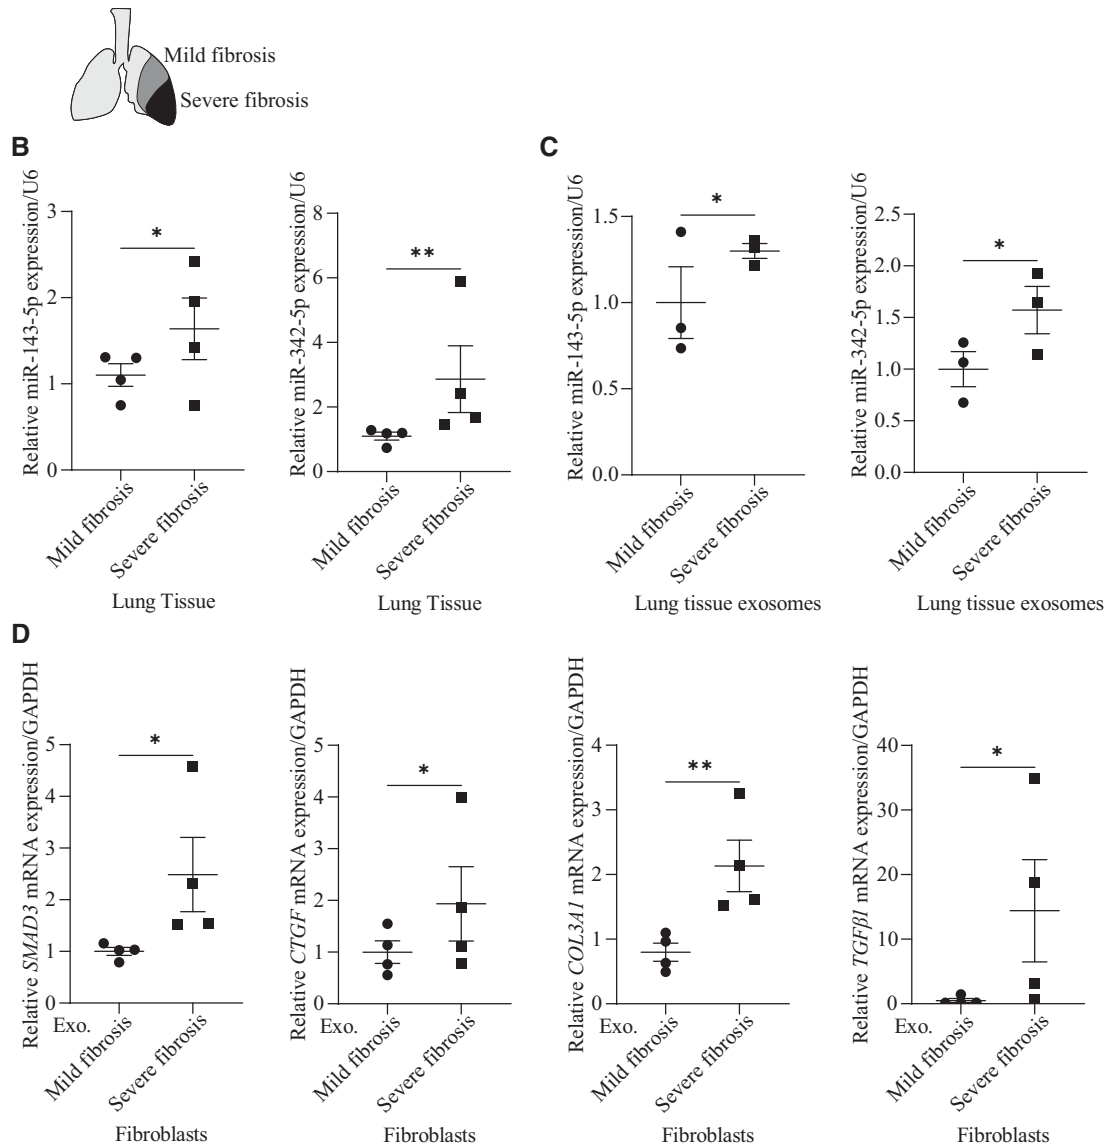 Mild fibrosis
Severe fibrosis
B
Relative miR-143-5p expression/U6
3
2
1
0
*
Mild fibrosis
Severe fibrosis
Lung Tissue
Relative miR-342-5p expression/U6
8
6
4
2
0
**
Mild fibrosis
Severe fibrosis
Lung Tissue
C
Relative miR-143-5p expression/U6
1.5
1.0
0.5
0.0
*
Mild fibrosis
Severe fibrosis
Lung tissue exosomes
Relative miR-342-5p expression/U6
2.5
2.0
1.5
1.0
0.5
0.0
*
Mild fibrosis
Severe fibrosis
Lung tissue exosomes
D
Relative SMAD3 mRNA expression/GAPDH
5
4
3
2
1
0
*
Exo.
Mild fibrosis
Severe fibrosis
Fibroblasts
Relative CTGF mRNA expression/GAPDH
5
4
3
2
1
0
*
Exo.
Mild fibrosis
Severe fibrosis
Fibroblasts
Relative COL3A1 mRNA expression/GAPDH
4
3
2
1
0
**
Exo.
Mild fibrosis
Severe fibrosis
Fibroblasts
Relative TGFβ1 mRNA expression/GAPDH
40
30
20
10
0
*
Exo.
Mild fibrosis
Severe fibrosis
Fibroblasts